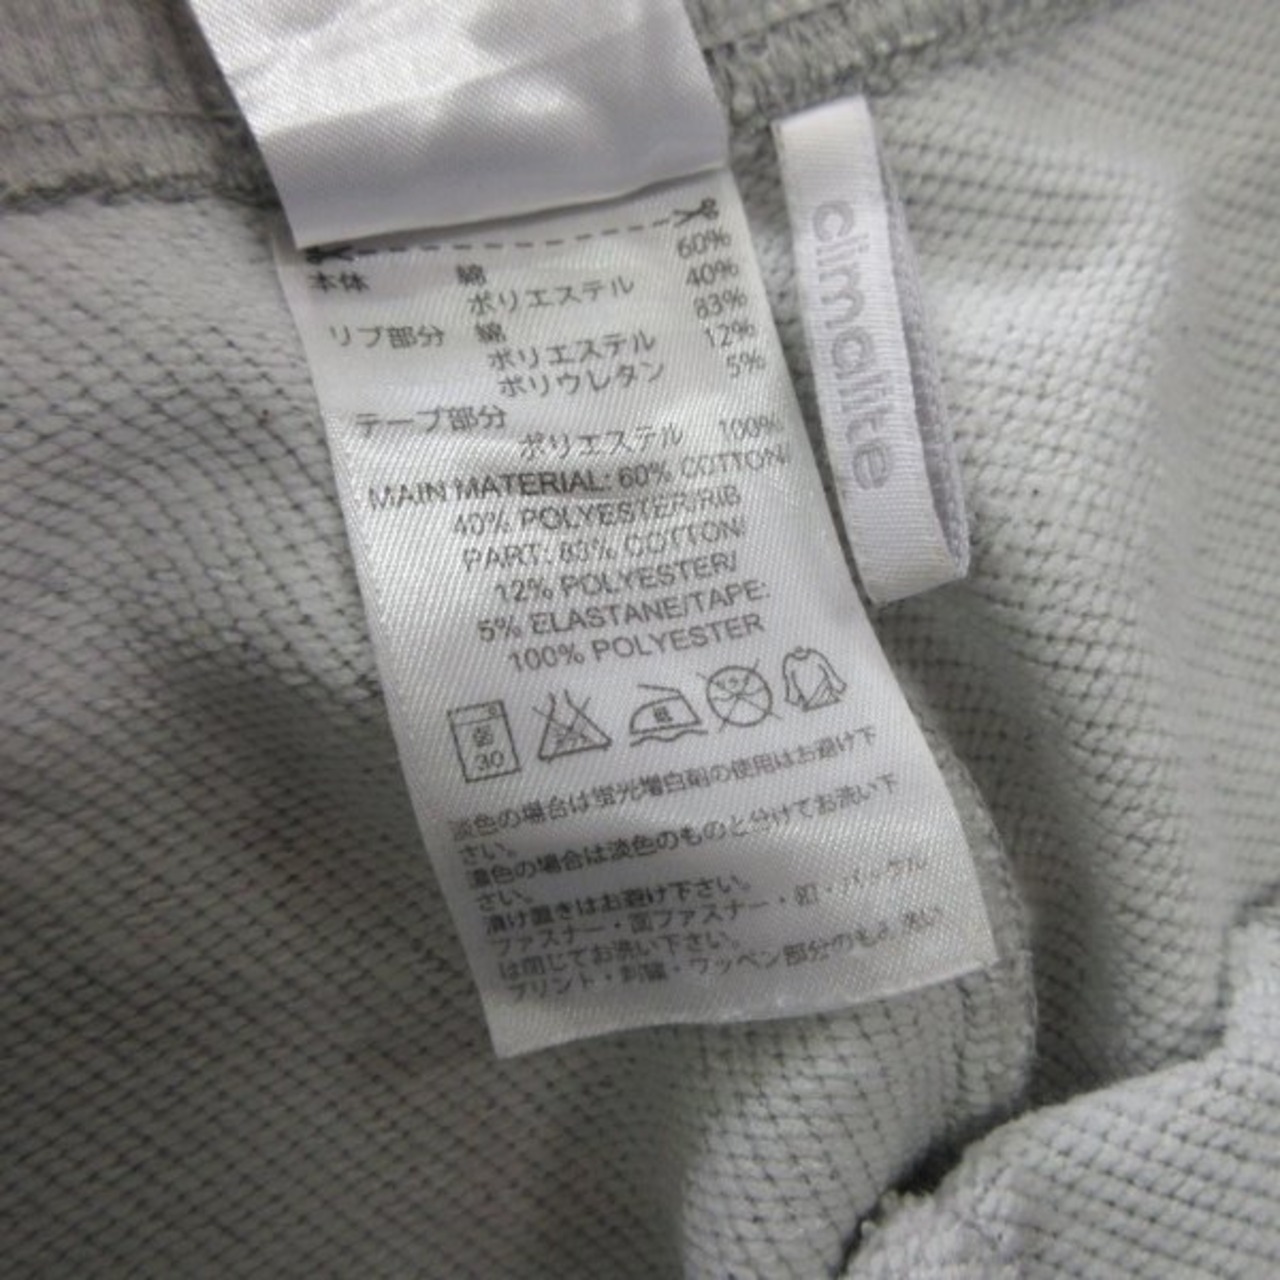 本体 綿 60%
ポリエステル 40%
リブ部分 綿 83%
ポリエステル 12%
ポリウレタン 5%
テープ部分
ポリエステル 100%
MAIN MATERIAL: 60% COTTON/
40% POLYESTER/RIB
PART: 83% COTTON/
12% POLYESTER/
5% ELASTANE/TAPE:
100% POLYESTER
30
淡色の場合は蛍光増白剤の使用はお避け下
さい。
濃色の場合は淡色のものと分けてお洗い下
さい。
漬け置きはお避け下さい。
ファスナー・面ファスナー・釦・バックル
は閉じてお洗い下さい。
プリント・刺繍・ワッペン部分のもみ洗い
climalite